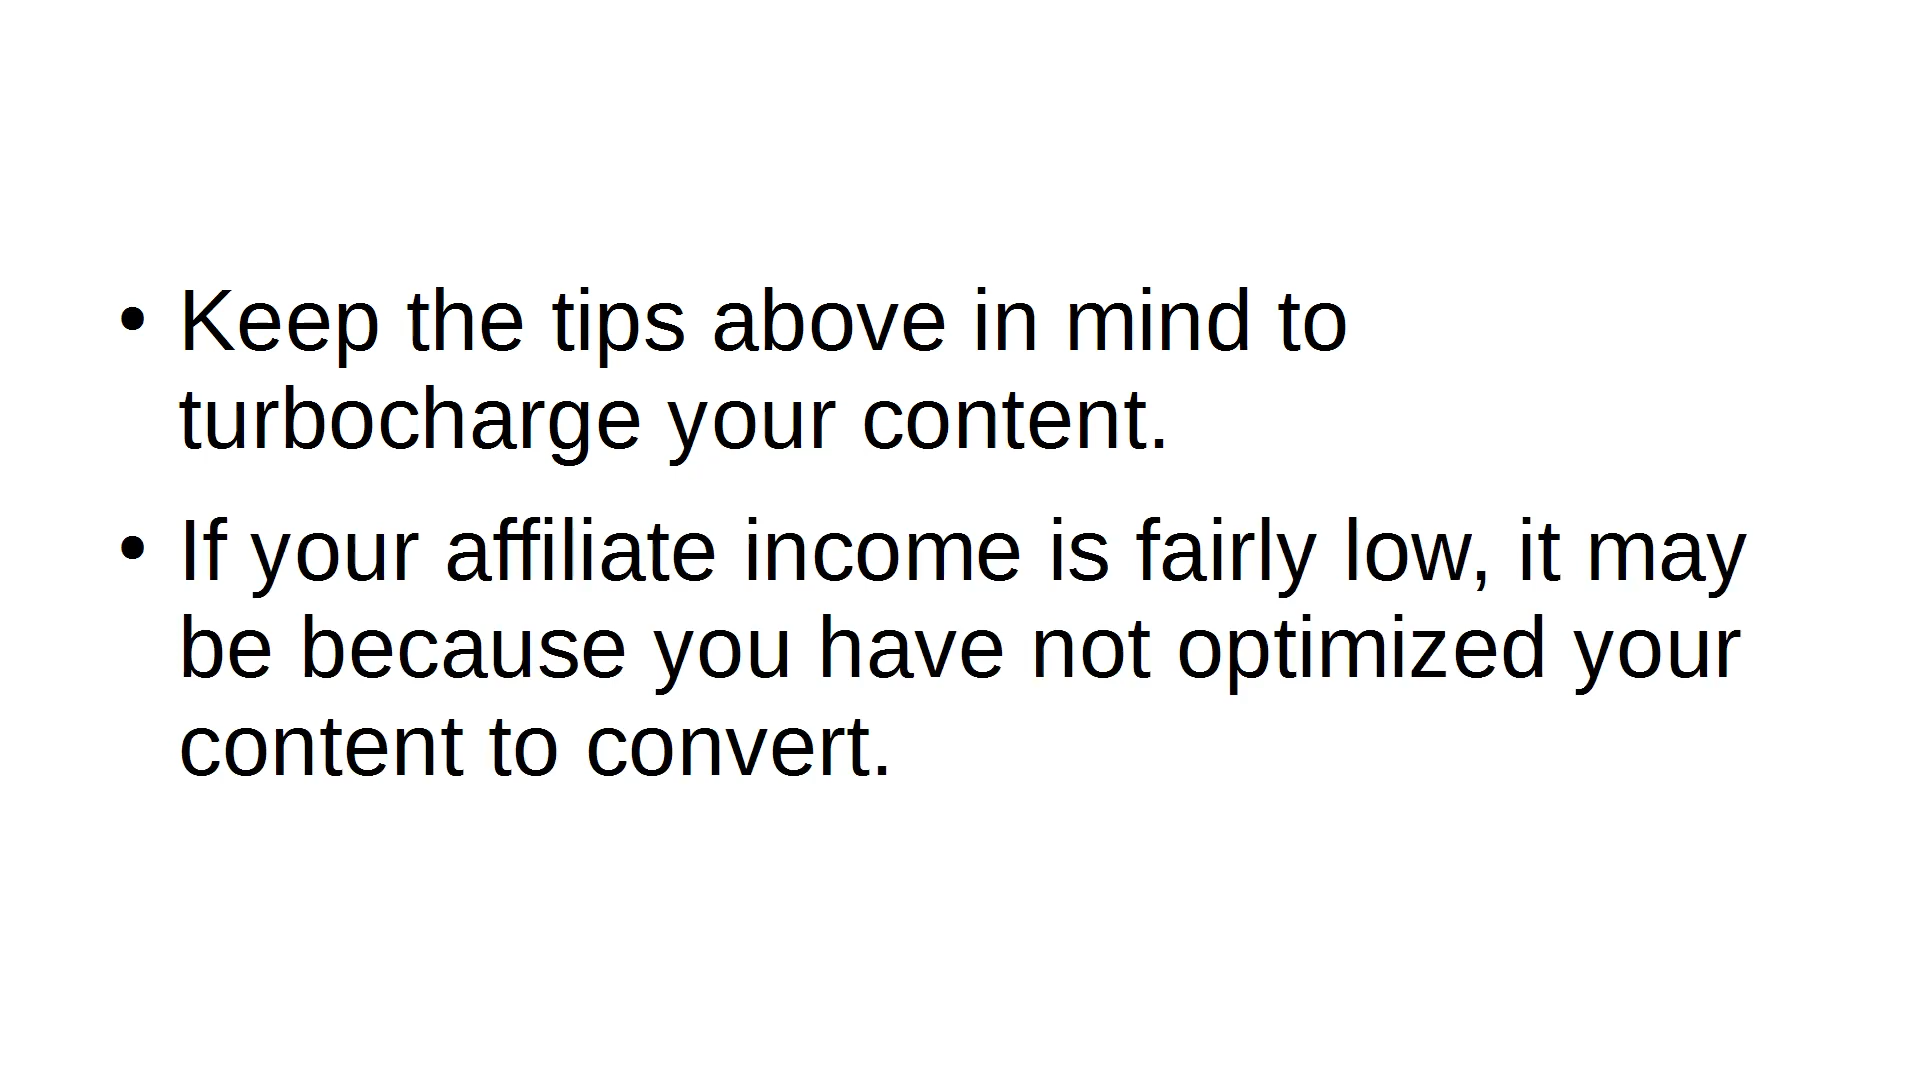 • Keep the tips above in mind to
turbocharge your content.
• If your affiliate income is fairly low, it may
be because you have not optimized your
content to convert.